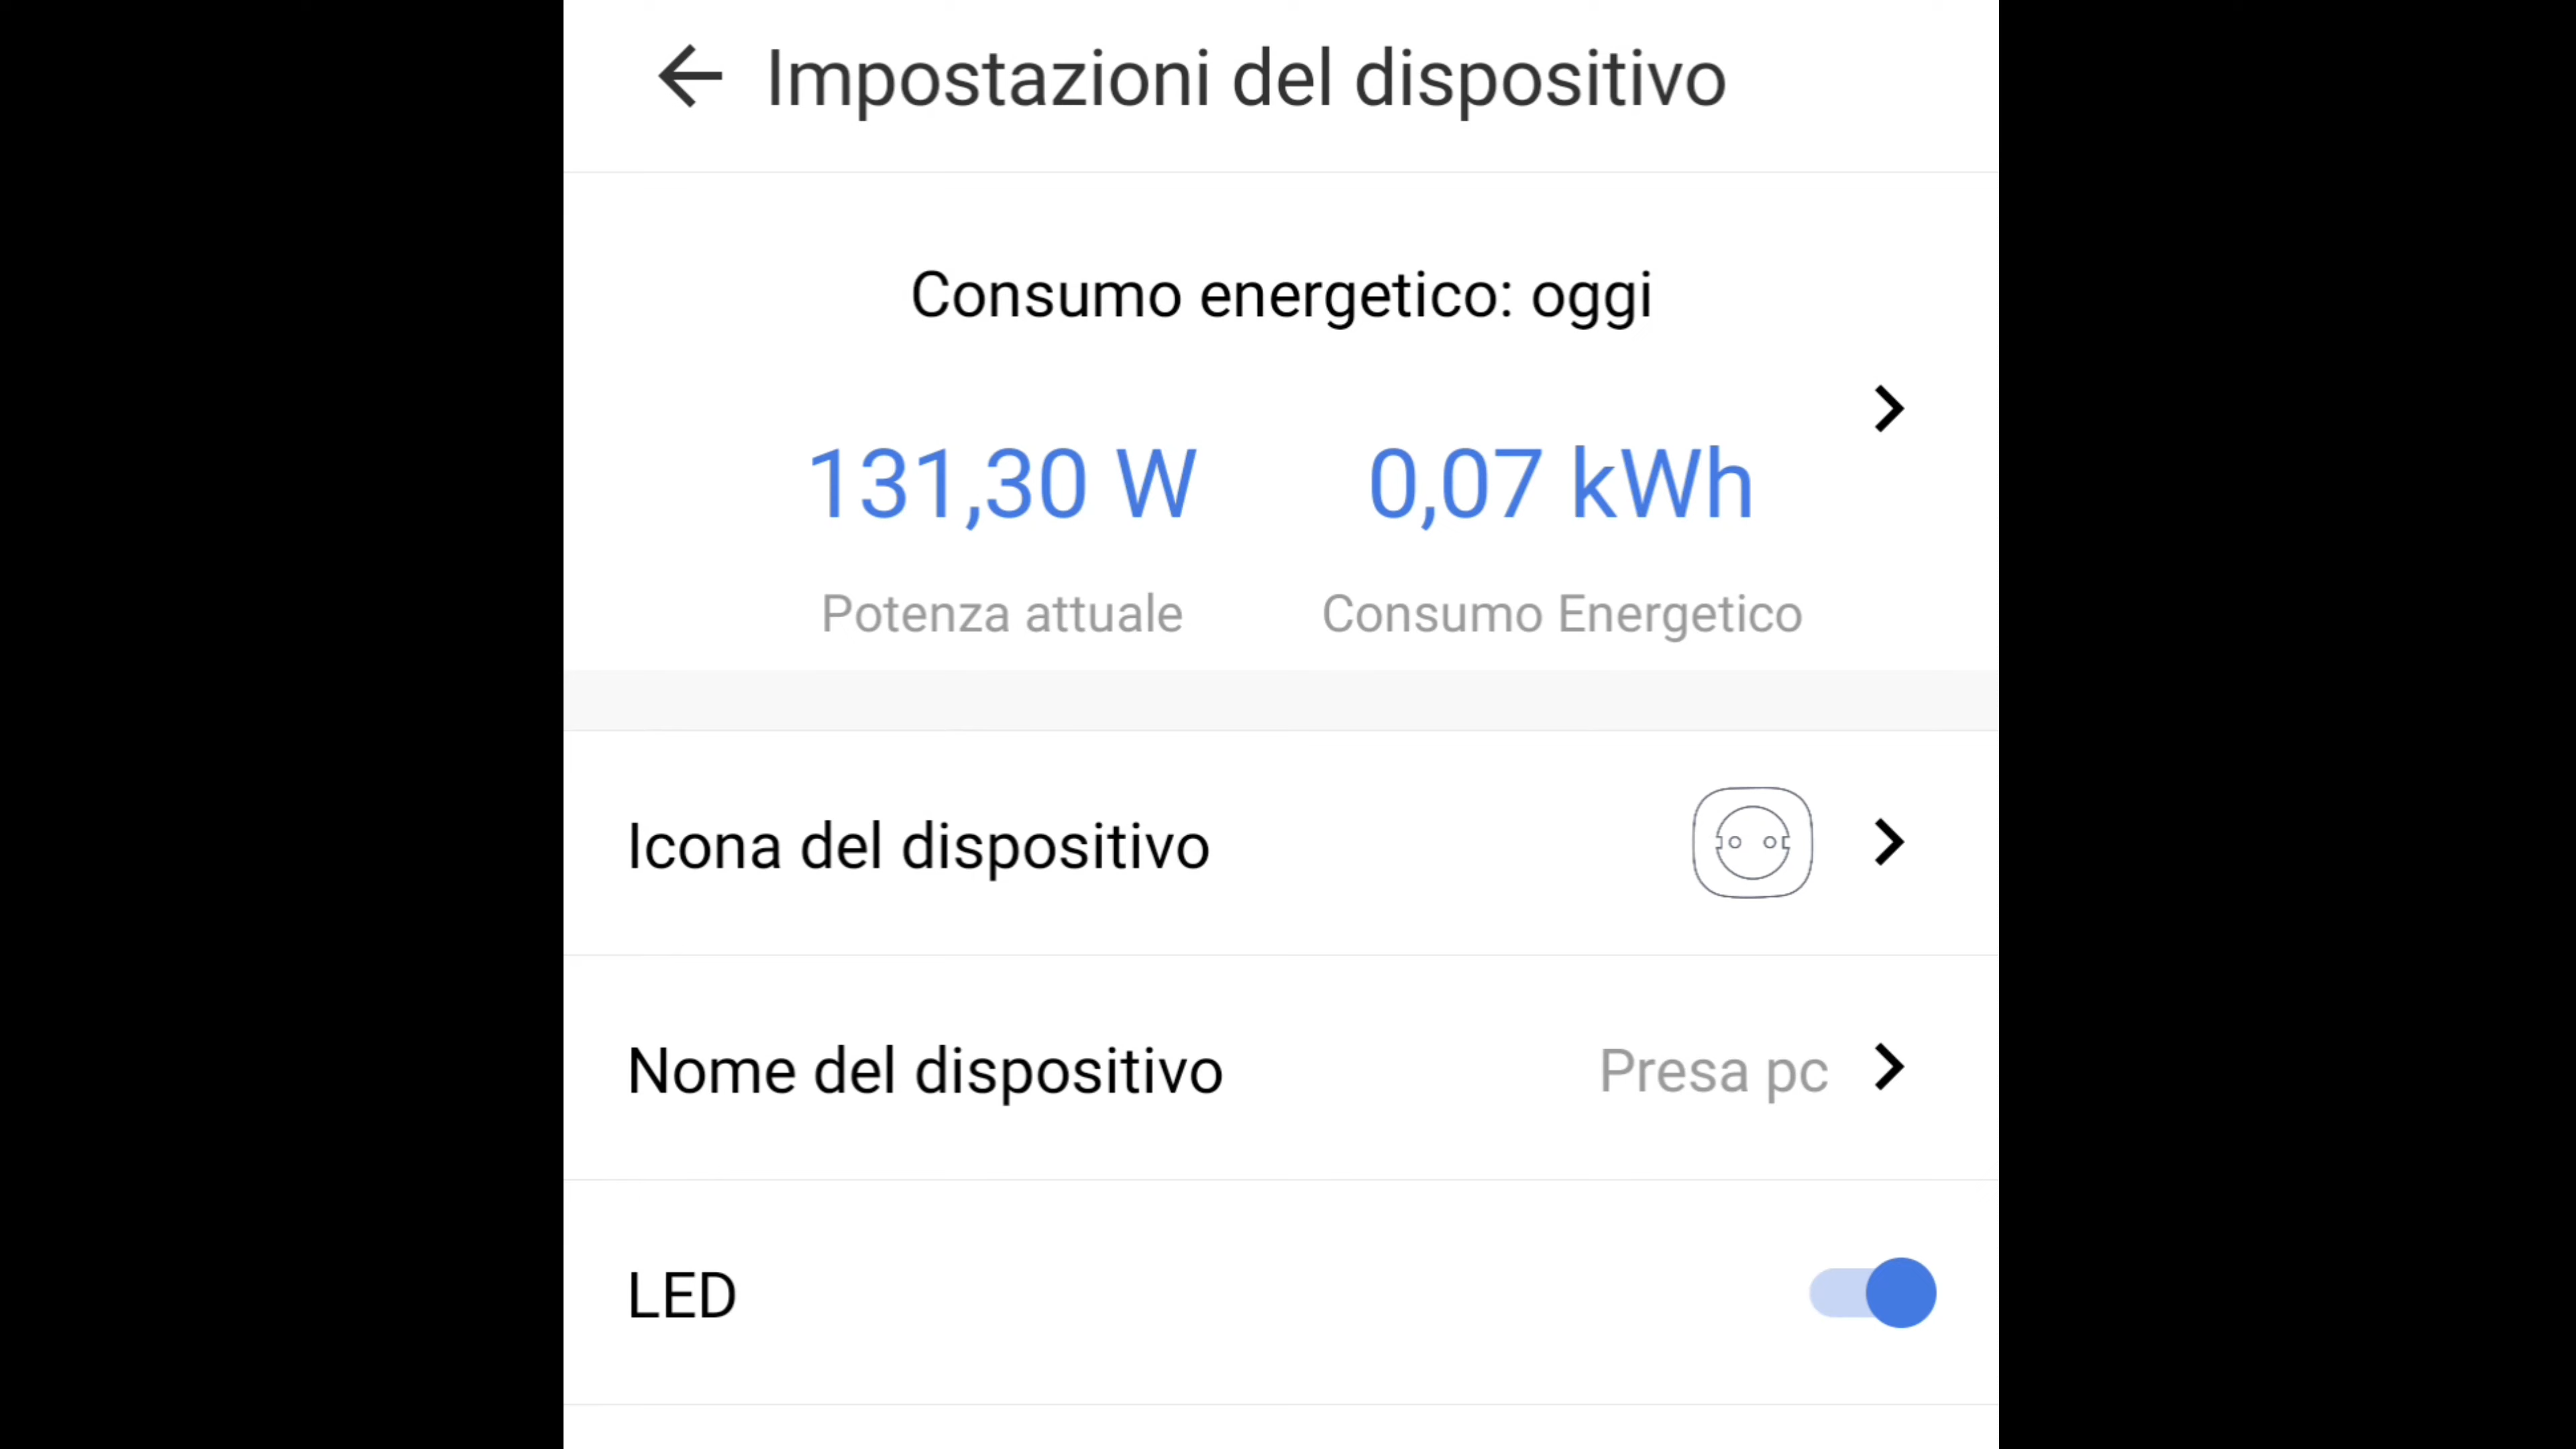 Impostazioni del dispositivo
Consumo energetico: oggi
131,30 W 0,07 kWh
Potenza attuale Consumo Energetico
Icona del dispositivo
Nome del dispositivo Presa pc
LED